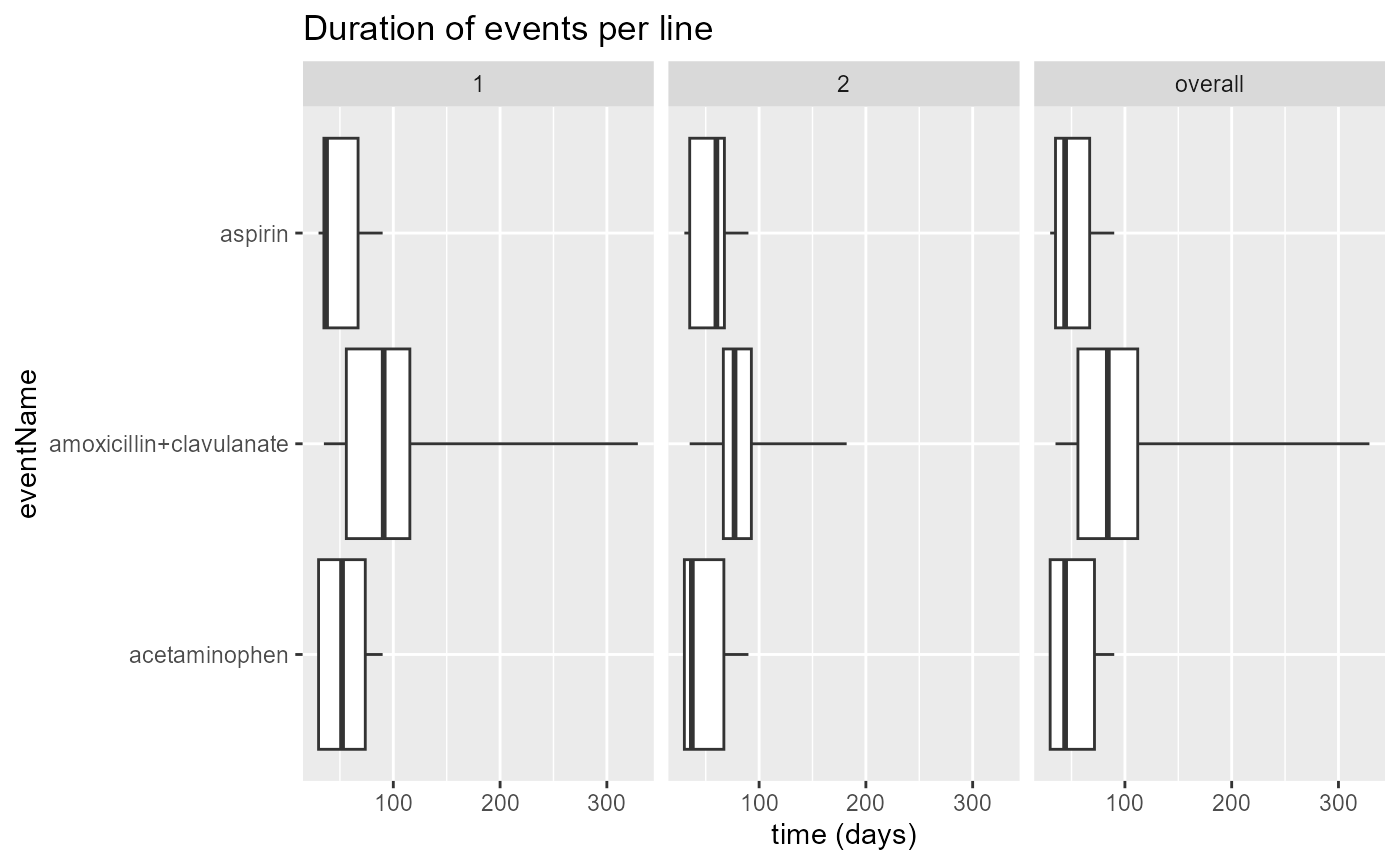 Duration of events per line
1 2 overall
eventName
aspirin
amoxicillin+clavulanate
acetaminophen
100 200 300 100 200 300 100 200 300
time (days)